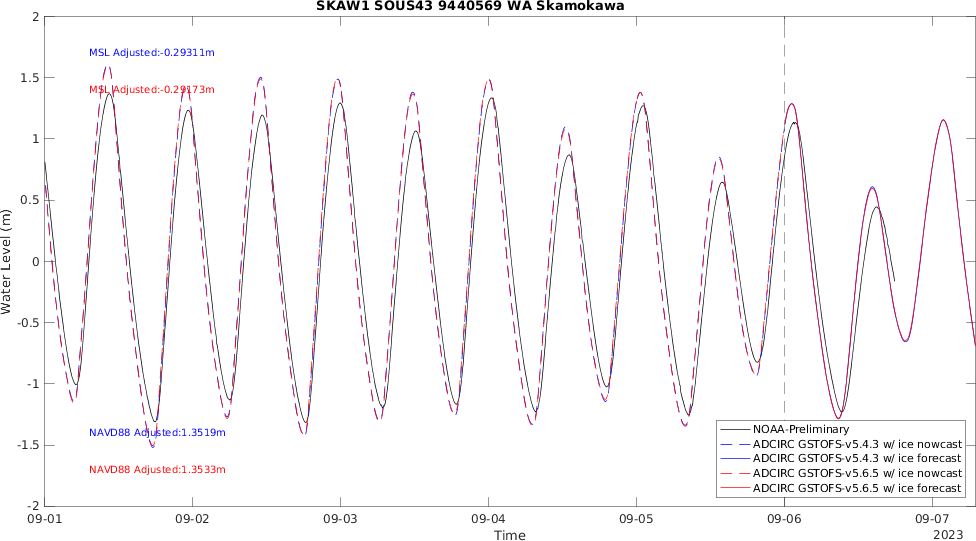 SKAW1 SOUS43 9440569 WA Skamokawa
2
1.5
1
0.5
0
-0.5
-1
-1.5
-2
Water Level (m)
MSL Adjusted:-0.29311m
MSL Adjusted:-0.29173m
NAVD88 Adjusted:1.3519m
NAVD88 Adjusted:1.3533m
NOAA-Preliminary
ADCIRC GSTOFS-v5.4.3 w/ ice nowcast
ADCIRC GSTOFS-v5.4.3 w/ ice forecast
ADCIRC GSTOFS-v5.6.5 w/ ice nowcast
ADCIRC GSTOFS-v5.6.5 w/ ice forecast
09-01 09-02 09-03 09-04 09-05 09-06 09-07
Time
2023